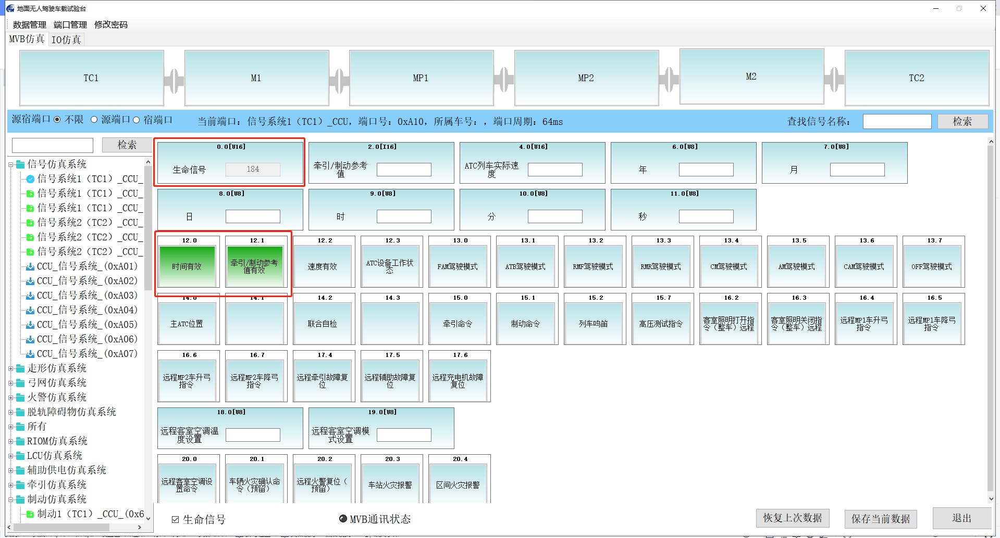 地面无人驾驶车载试验台
数据管理 端口管理 修改密码
MVB仿真 IO仿真
TC1 M1 MP1 MP2 M2 TC2
源宿端口 不限 源端口 宿端口 当前端口：信号系统1（TC1）_CCU，端口号：0xA10，所属车号：，端口周期：64ms 查找信号名称： 检索
检索
信号仿真系统
信号系统1（TC1）_CCU_
信号系统1（TC1）_CCU_
信号系统1（TC1）_CCU_
信号系统2（TC2）_CCU_
信号系统2（TC2）_CCU_
信号系统2（TC2）_CCU_
CCU_信号系统_(0xA01)
CCU_信号系统_(0xA02)
CCU_信号系统_(0xA03)
CCU_信号系统_(0xA04)
CCU_信号系统_(0xA05)
CCU_信号系统_(0xA06)
CCU_信号系统_(0xA07)
走形仿真系统
弓网仿真系统
火警仿真系统
脱轨障碍物仿真系统
所有
RIOM仿真系统
LCU仿真系统
辅助供电仿真系统
牵引仿真系统
制动仿真系统
制动1（TC1）_CCU_(0x6
0.0[U16] 2.0[I16] 4.0[U16] 6.0[U8] 7.0[U8]
生命信号 184 牵引/制动参考
值 ATC列车实际速
度 年 月
8.0[U8] 9.0[U8] 10.0[U8] 11.0[U8]
日 时 分 秒
12.0 12.1 12.2 12.3 13.0 13.1 13.2 13.3 13.4 13.5 13.6 13.7
时间有效 牵引/制动参考
值有效 速度有效 ATC设备工作状
态 FAM驾驶模式 ATB驾驶模式 RMF驾驶模式 RMR驾驶模式 CM驾驶模式 AM驾驶模式 CAM驾驶模式 OFF驾驶模式
14.0 14.1 14.2 14.3 15.0 15.1 15.2 15.7 16.2 16.3 16.4 16.5
主ATC位置 联合自检 牵引命令 制动命令 列车鸣笛 高压测试指令 客室照明打开指
令（整车）远程 客室照明关闭指
令（整车）远程 远程MP1车升弓
指令 远程MP1车降弓
指令
16.6 16.7 17.4 17.5 17.6
远程MP2车升弓
指令 远程MP2车降弓
指令 远程牵引故障复
位 远程辅助故障复
位 远程充电机故障
复位
18.0[U8] 19.0[U8]
远程客室空调温
度设置 远程客室空调模
式设置
20.0 20.1 20.2 20.3 20.4
远程客室空调设
置命令 车辆火灾确认命
令（预留） 远程火警复位（
预留） 车站火灾报警 区间火灾报警
生命信号 MVB通讯状态 恢复上次数据 保存当前数据 退出